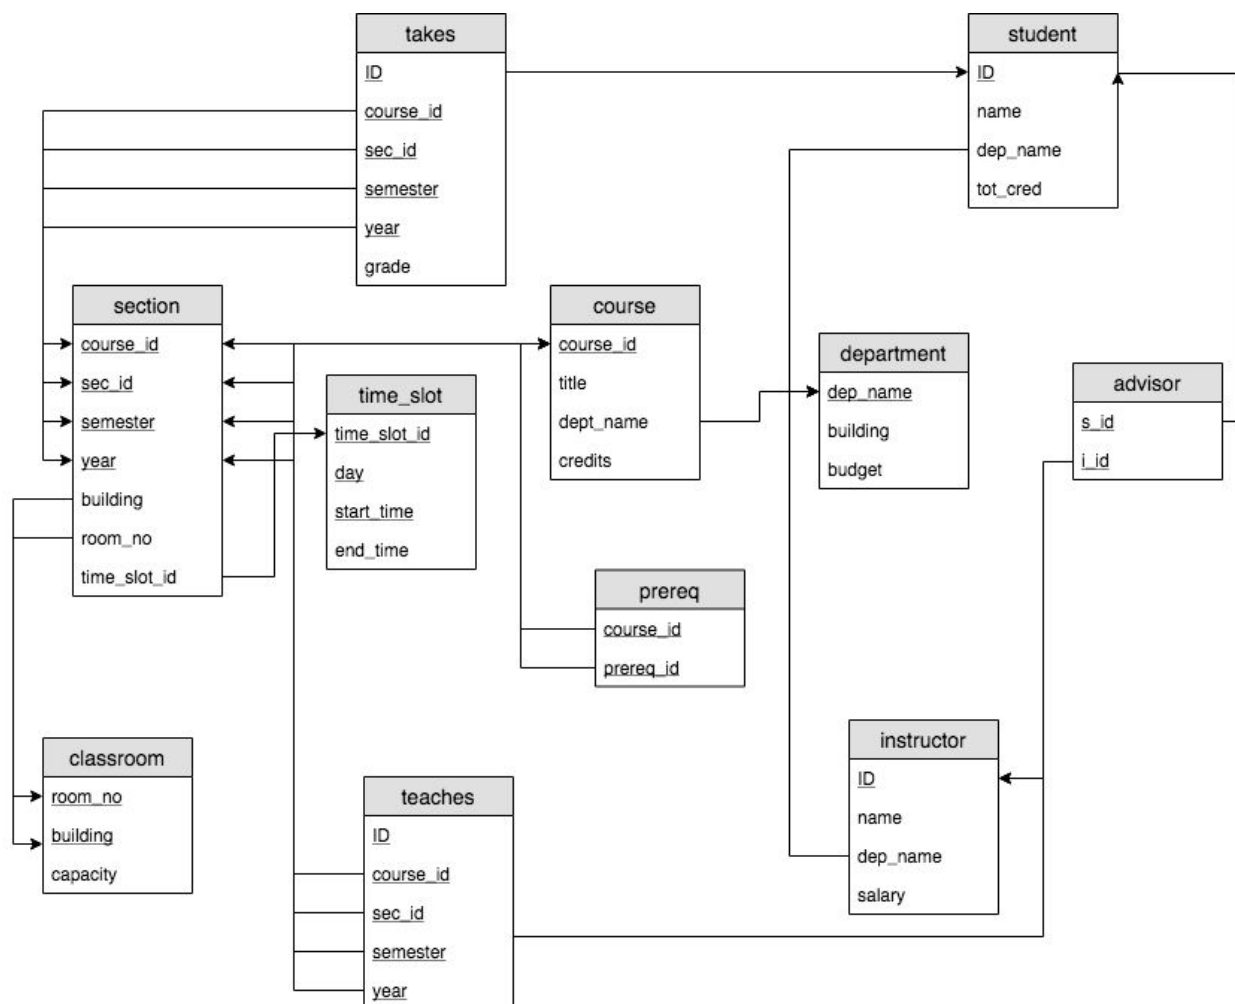 takes
ID
course_id
sec_id
semester
year
grade
student
ID
name
dep_name
tot_cred
section
course_id
sec_id
semester
year
building
room_no
time_slot_id
time_slot
time_slot_id
day
start_time
end_time
course
course_id
title
dept_name
credits
department
dep_name
building
budget
advisor
s_id
i_id
prereq
course_id
prereq_id
classroom
room_no
building
capacity
teaches
ID
course_id
sec_id
semester
year
instructor
ID
name
dep_name
salary